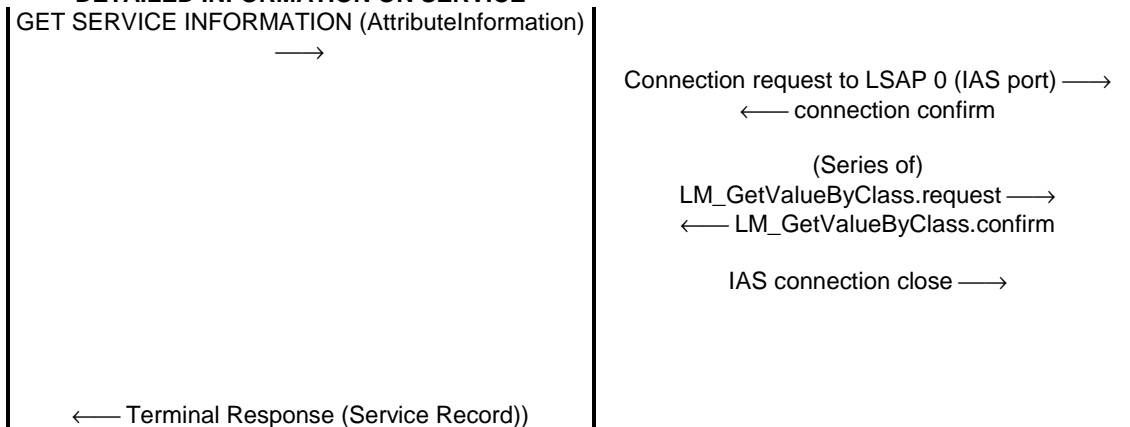 DETAILED INFORMATION ON SERVICE
GET SERVICE INFORMATION (AttributeInformation)
⟶
Connection request to LSAP 0 (IAS port) ⟶
⟵ connection confirm
(Series of)
LM_GetValueByClass.request ⟶
⟵ LM_GetValueByClass.confirm
IAS connection close ⟶
⟵ Terminal Response (Service Record))